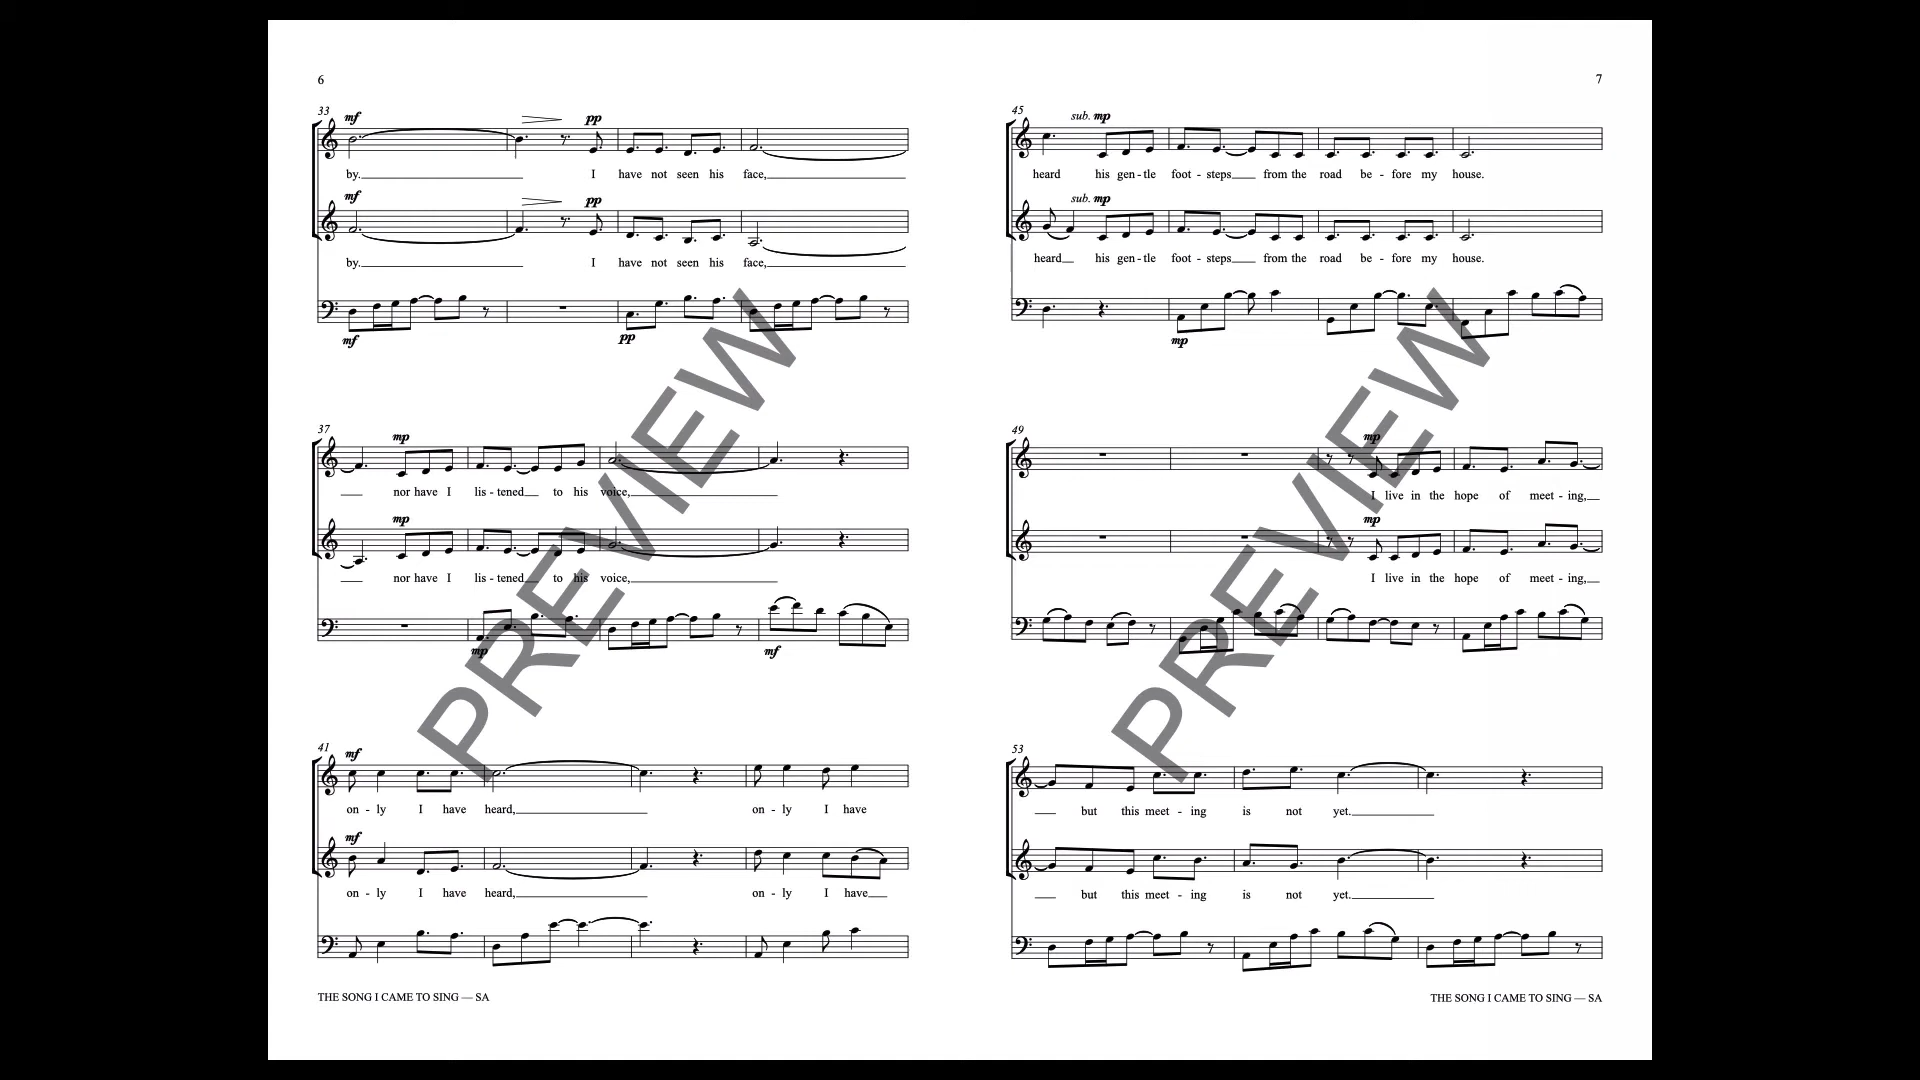 6
33
mf
pp
by. I have not seen his face,
mf
pp
by. I have not seen his face,
mf
pp
37
mp
nor have I lis - tened to his voice,
mp
nor have I lis - tened to his voice,
mp
mf
41
mf
on - ly I have heard, on - ly I have
mf
on - ly I have heard, on - ly I have
THE SONG I CAME TO SING — SA
PREVIEW
7
45
sub. mp
heard his gen - tle foot - steps from the road be - fore my house.
sub. mp
heard his gen - tle foot - steps from the road be - fore my house.
mp
49
mp
I live in the hope of meet - ing,
mp
I live in the hope of meet - ing,
53
but this meet - ing is not yet.
but this meet - ing is not yet.
THE SONG I CAME TO SING — SA
PREVIEW